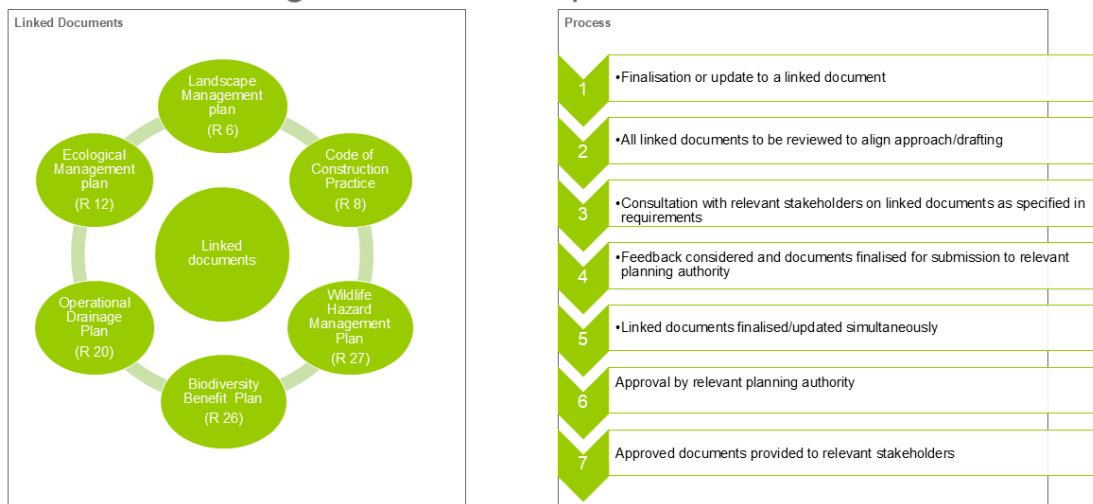 Linked Documents
Landscape
Management
plan
(R 6)
Code of
Construction
Practice
(R 8)
Wildlife
Hazard
Management
Plan
(R 27)
Biodiversity
Benefit Plan
(R 26)
Operational
Drainage
Plan
(R 20)
Ecological
Management
plan
(R 12)
Linked
documents
Process
1
•Finalisation or update to a linked document
2
•All linked documents to be reviewed to align approach/drafting
3
•Consultation with relevant stakeholders on linked documents as specified in
requirements
4
•Feedback considered and documents finalised for submission to relevant
planning authority
5
•Linked documents finalised/updated simultaneously
6
Approval by relevant planning authority
7
Approved documents provided to relevant stakeholders